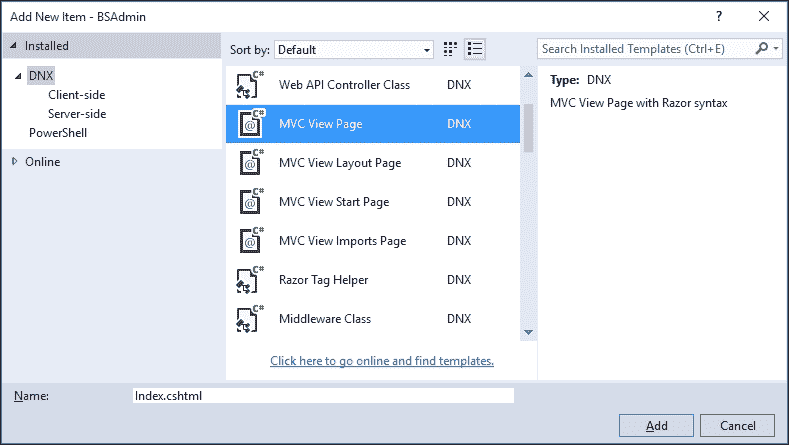 Add New Item - BSAdmin
?
Installed
Sort by: Default
Search Installed Templates (Ctrl+E)
DNX
Client-side
Server-side
PowerShell
Online
C# Web API Controller Class DNX
C# @ MVC View Page DNX
C# @ MVC View Layout Page DNX
C# @ MVC View Start Page DNX
C# @ MVC View Imports Page DNX
C# Razor Tag Helper DNX
C# Middleware Class DNX
Click here to go online and find templates.
Type: DNX
MVC View Page with Razor syntax
Name: Index.cshtml
Add Cancel